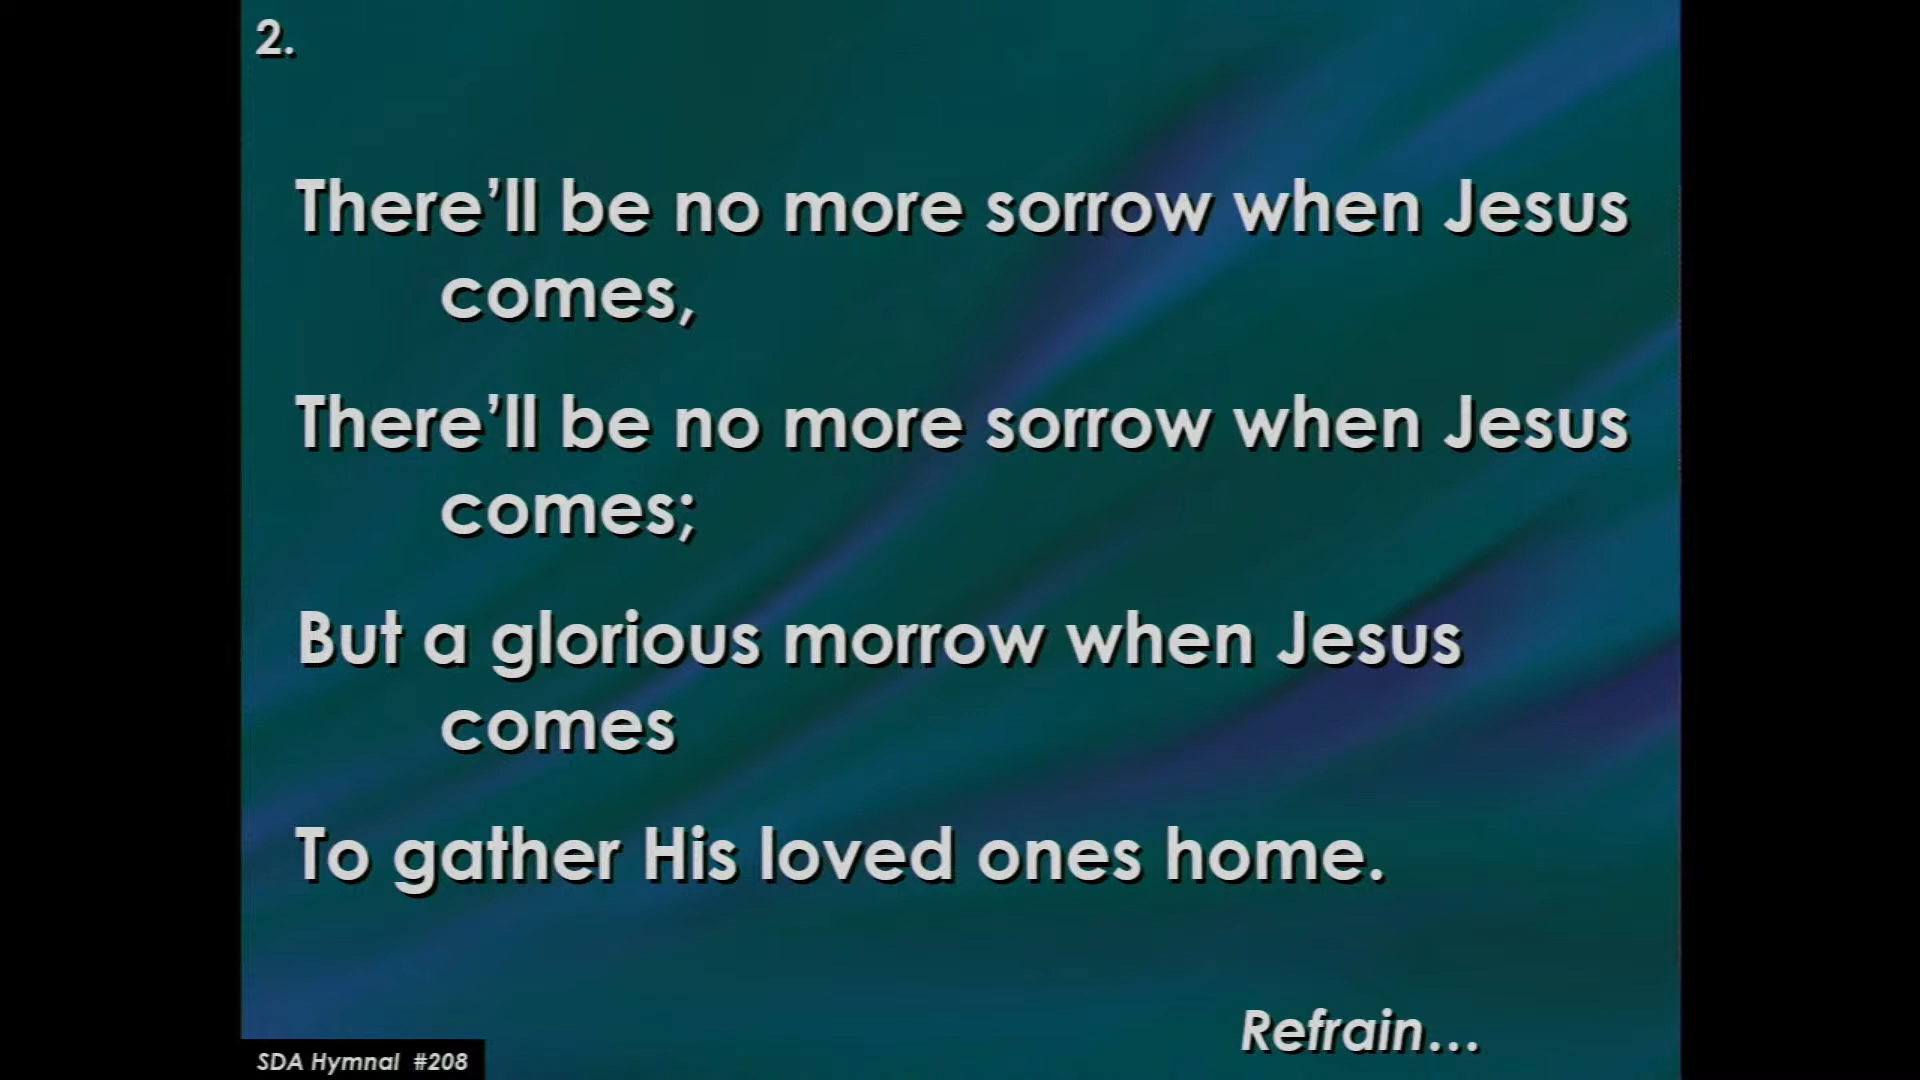 2.
There’ll be no more sorrow when Jesus
comes,
There’ll be no more sorrow when Jesus
comes;
But a glorious morrow when Jesus
comes
To gather His loved ones home.
Refrain…
SDA Hymnal #208